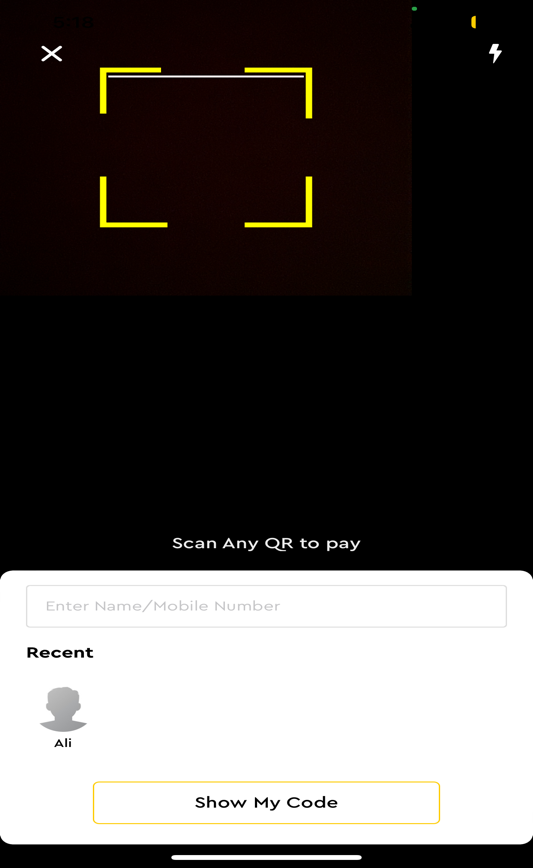 Scan Any QR to pay
Enter Name/Mobile Number
Recent
Ali
Show My Code